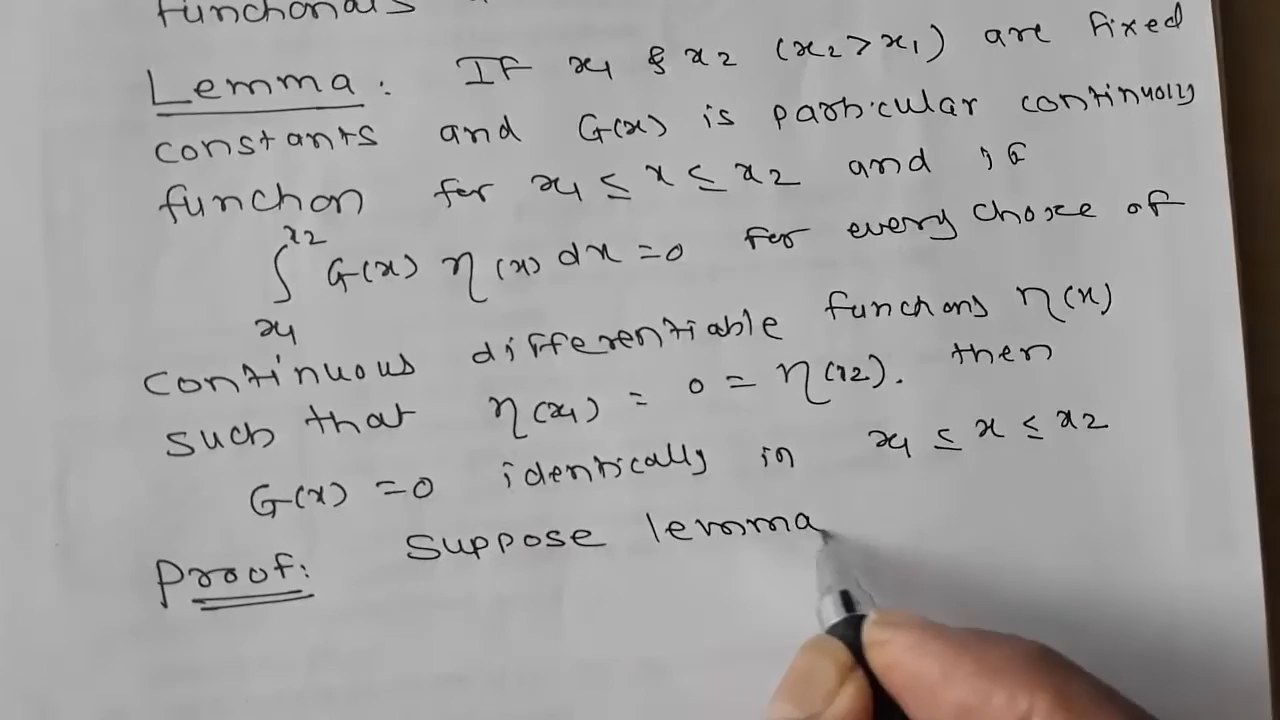 functionals
Lemma: If x1 & x2 (x2>x1) are fixed
constants and G(x) is particular continuoly
function for x1 ≤ x ≤ x2 and if
∫_{x1}^{x2} G(x) η(x) dx = 0 for every choice of
continuous differentiable functions η(x)
such that η(x1) = 0 = η(x2). then
G(x) = 0 identically in x1 ≤ x ≤ x2
Proof: Suppose lemma